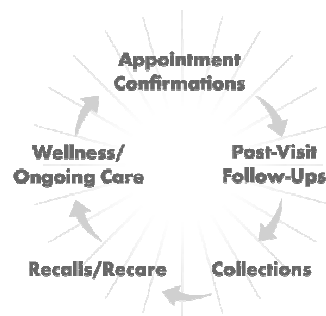 Appointment
Confirmations
Post-Visit
Follow-Ups
Collections
Recalls/Recare
Wellness/
Ongoing Care